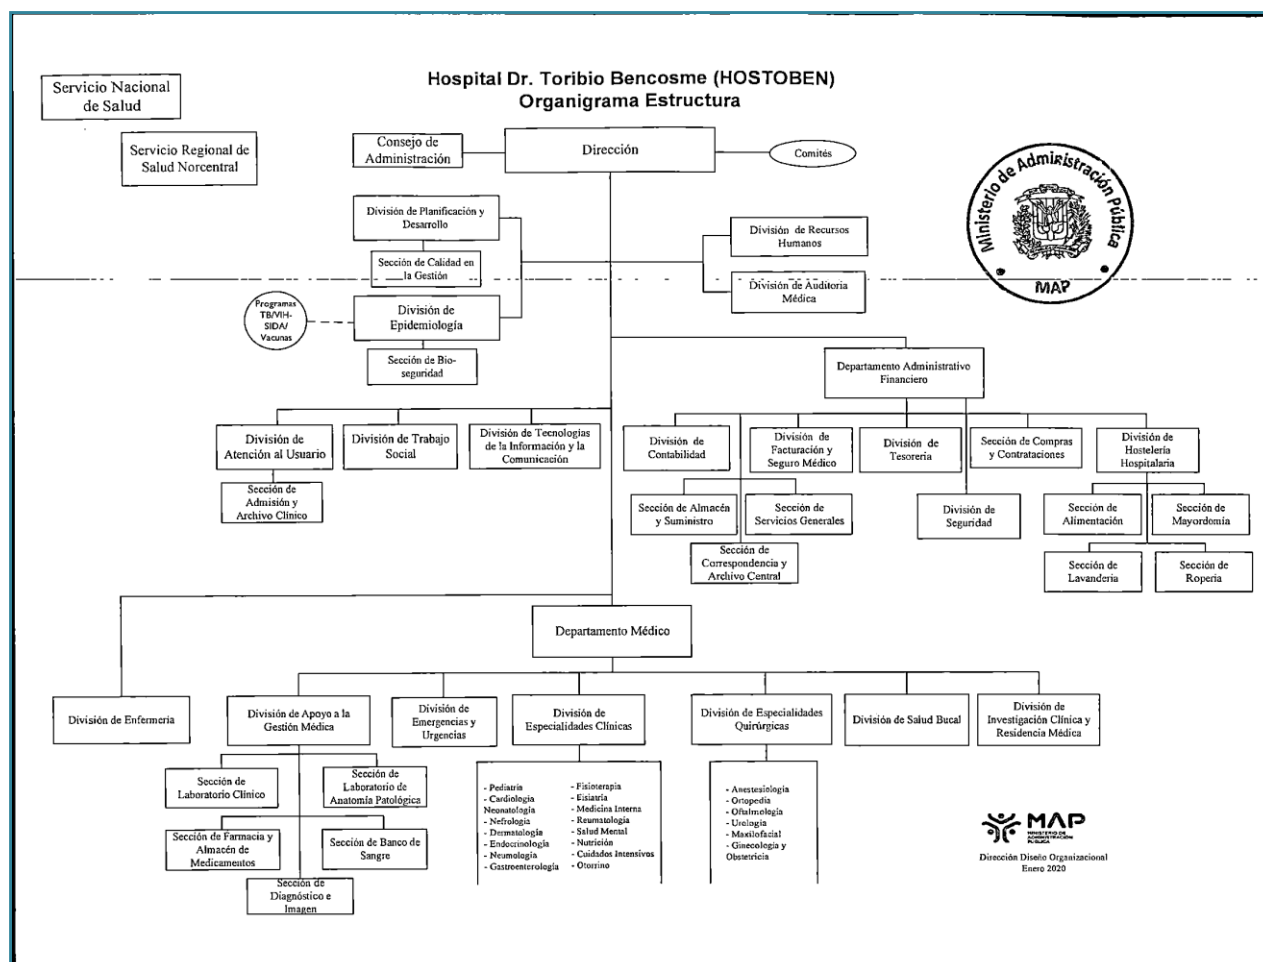 Hospital Dr. Toribio Bencosme (HOSTOBEN)
Organigrama Estructura
Servicio Nacional
de Salud
Servicio Regional de
Salud Norcentral
Consejo de
Administración
Dirección
Comités
Ministerio de Administración Pública
MAP
División de Planificación y
Desarrollo
Sección de Calidad en
la Gestión
División de Recursos
Humanos
División de Auditoria
Médica
Programas
TB/VIH-
SIDA/
Vacunas
División de
Epidemiología
Sección de Bio-
seguridad
Departamento Administrativo
Financiero
División de
Atención al Usuario
División de Trabajo
Social
División de Tecnologías
de la Información y la
Comunicación
Sección de
Admisión y
Archivo Clínico
División de
Contabilidad
División de
Facturación y
Seguro Médico
División de
Tesorería
Sección de Compras
y Contrataciones
División de
Hostelería
Hospitalaria
Sección de Almacén
y Suministro
Sección de
Servicios Generales
División de
Seguridad
Sección de
Alimentación
Sección de
Mayordomía
Sección de
Correspondencia y
Archivo Central
Sección de
Lavandería
Sección de
Ropería
Departamento Médico
División de Enfermería
División de Apoyo a la
Gestión Médica
División de
Emergencias y
Urgencias
División de
Especialidades Clínicas
División de Especialidades
Quirúrgicas
División de Salud Bucal
División de
Investigación Clínica y
Residencia Médica
Sección de
Laboratorio Clínico
Sección de
Laboratorio de
Anatomía Patológica
Sección de Farmacia y
Almacén de
Medicamentos
Sección de Banco de
Sangre
Sección de
Diagnóstico e
Imagen
- Pediatría
- Cardiología
Neonatología
- Nefrología
- Dermatología
- Endocrinología
- Neumología
- Gastroenterología
- Fisioterapia
- Fisiatría
- Medicina Interna
- Reumatología
- Salud Mental
- Nutrición
- Cuidados Intensivos
- Otorrino
- Anestesiología
- Ortopedia
- Oftalmología
- Urología
- Maxilofacial
- Ginecología y
Obstetricia
MAP
MINISTERIO DE
ADMINISTRACIÓN
PÚBLICA
Dirección Diseño Organizacional
Enero 2020